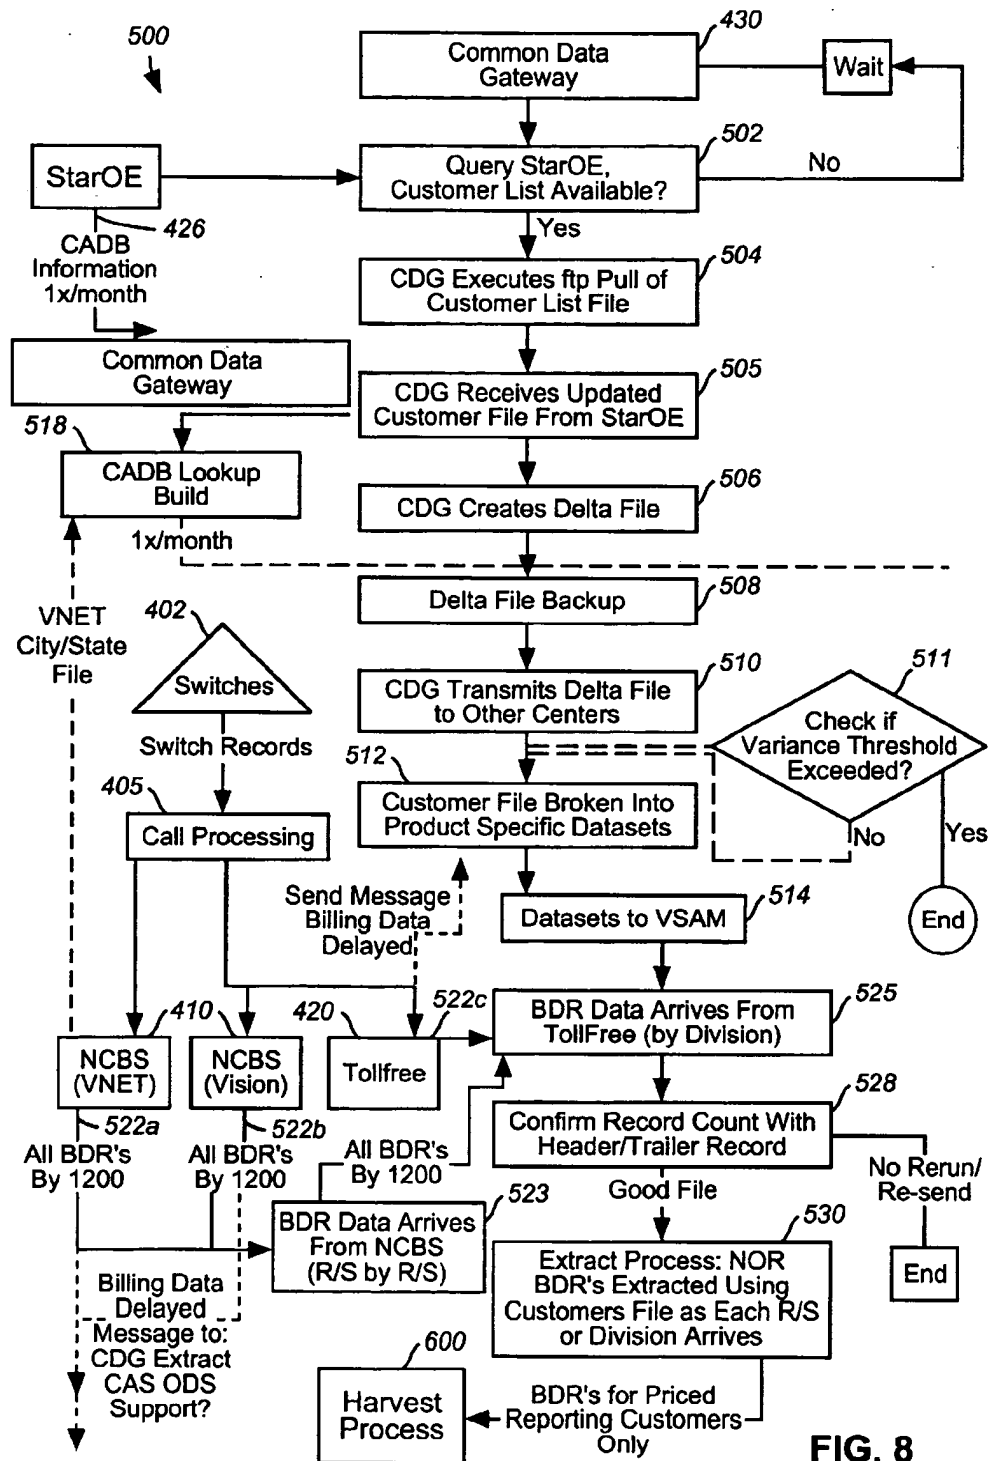 500
430
Common Data
Gateway
Wait
502
StarOE
Query StarOE,
Customer List Available?
No
426
Yes
CADB
Information
1x/month
504
CDG Executes ftp Pull of
Customer List File
Common Data
Gateway
505
CDG Receives Updated
Customer File From StarOE
518
CADB Lookup
Build
506
CDG Creates Delta File
1x/month
508
Delta File Backup
VNET
City/State
File
402
Switches
510
CDG Transmits Delta File
to Other Centers
511
Check if
Variance Threshold
Exceeded?
Switch Records
512
Customer File Broken Into
Product Specific Datasets
405
Call Processing
No
Yes
Send Message
Billing Data
Delayed
514
Datasets to VSAM
End
410
420
522c
525
BDR Data Arrives From
TollFree (by Division)
NCBS
(VNET)
NCBS
(Vision)
Tollfree
528
Confirm Record Count With
Header/Trailer Record
522a
522b
All BDR's
By 1200
All BDR's
By 1200
All BDR's
By 1200
Good File
No Rerun/
Re-send
523
BDR Data Arrives
From NCBS
(R/S by R/S)
530
Extract Process: NOR
BDR's Extracted Using
Customers File as Each R/S
or Division Arrives
End
Billing Data
Delayed
Message to:
CDG Extract
CAS ODS
Support?
600
Harvest
Process
BDR's for Priced
Reporting Customers
Only
FIG. 8